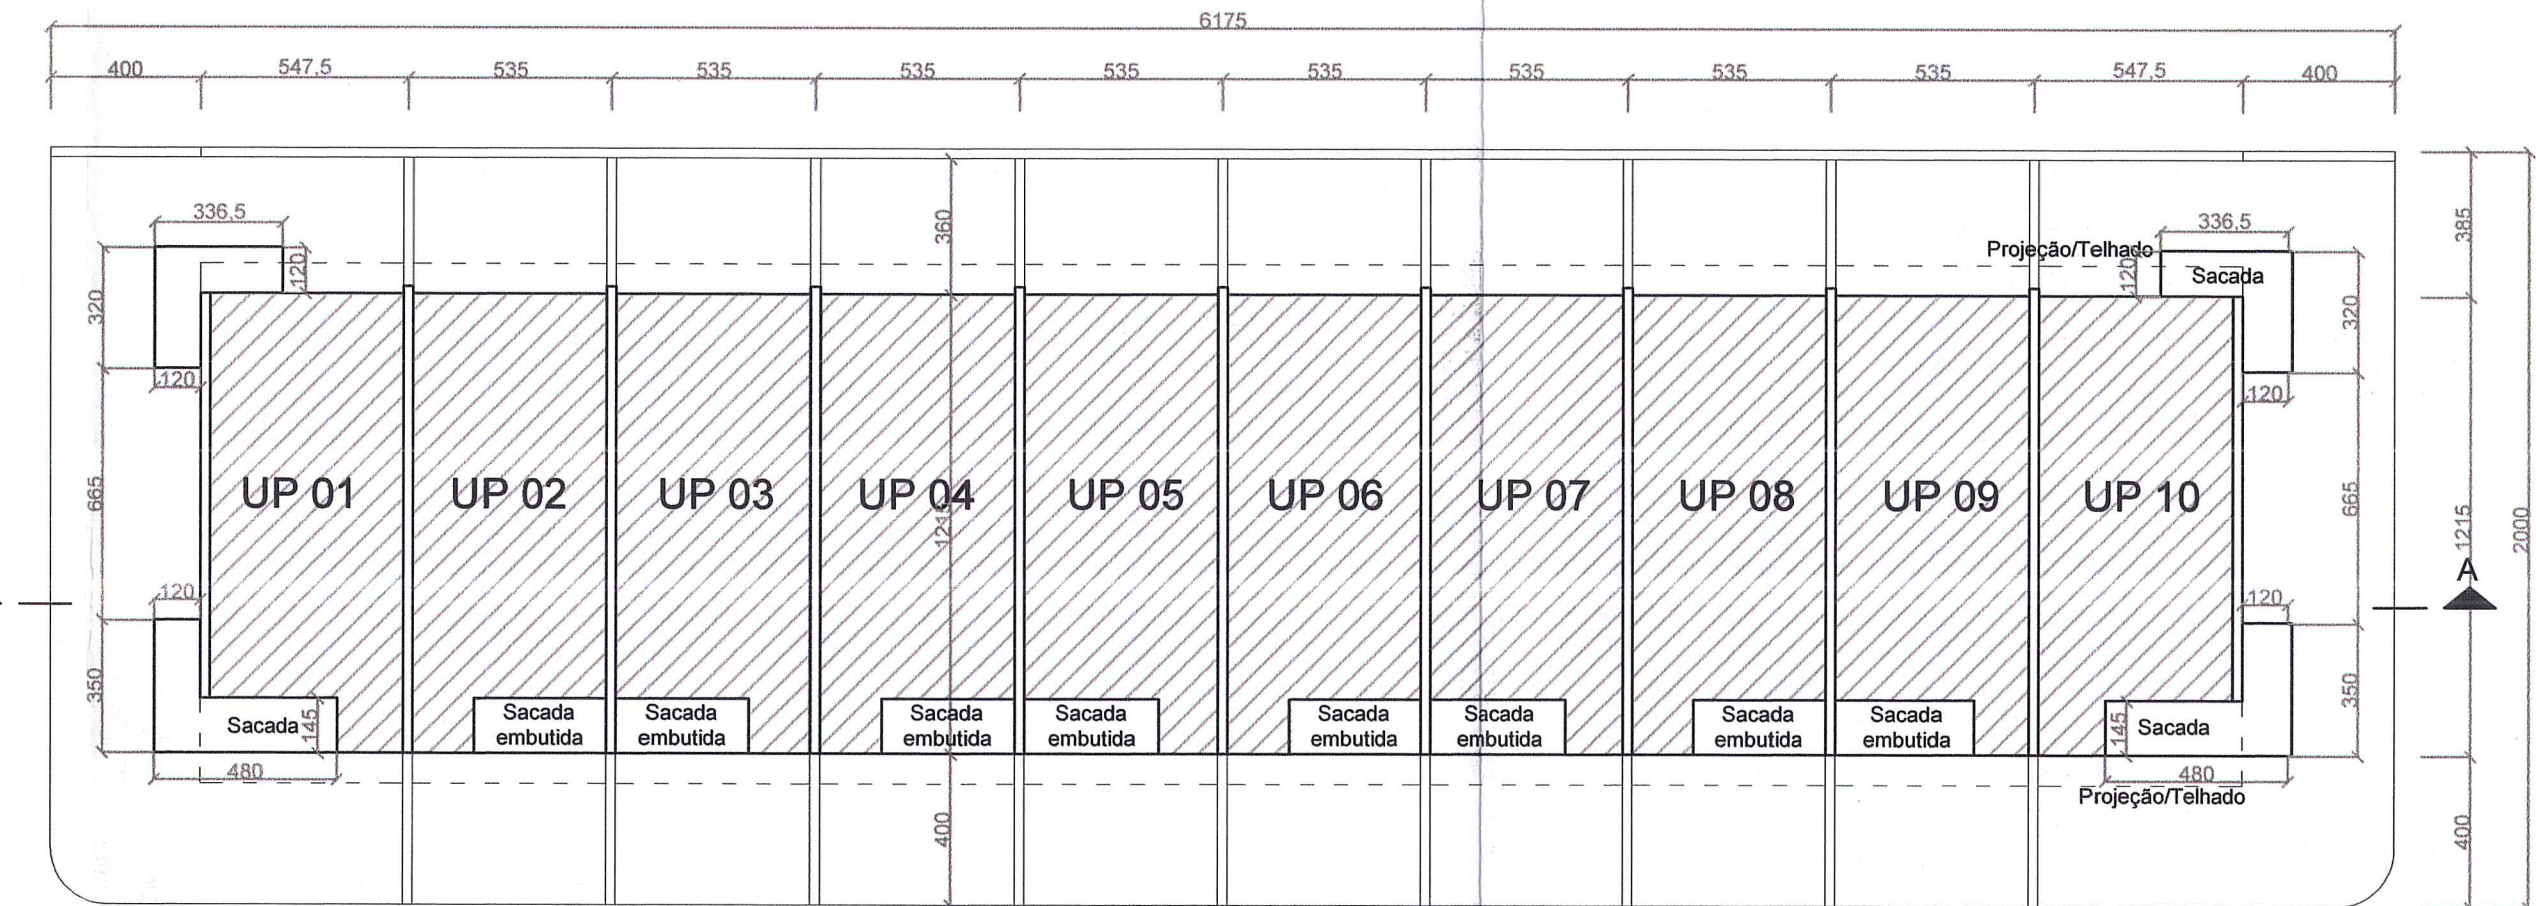 6175
400 547,5 535 535 535 535 535 535 535 535 547,5 400
336,5
120
320
120
665
120
350
360
1215
400
336,5
Projeção/Telhado
120
Sacada
320
120
665
120
350
385
1215
2000
A
400
UP 01 UP 02 UP 03 UP 04 UP 05 UP 06 UP 07 UP 08 UP 09 UP 10
Sacada
145
480
Sacada
embutida
Sacada
embutida
Sacada
embutida
Sacada
embutida
Sacada
embutida
Sacada
embutida
Sacada
embutida
Sacada
embutida
145
Sacada
480
Projeção/Telhado